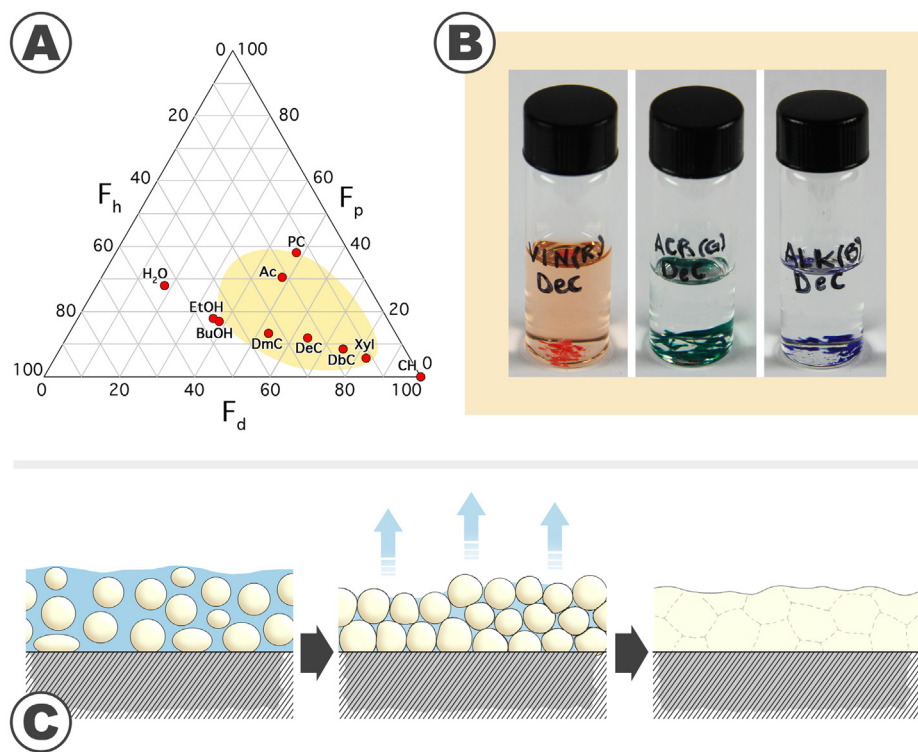 A
B
0 100
20
80
40
60
F_h
F_p
60
40
PC
Ac
H₂O
80
20
EtOH
BuOH
DmC
DeC
DbC
Xyl
CH
0
100
0
20
40
60
80
100
F_d
VIN(R)
DeC
ACR(G)
DeC
ALK(B)
DeC
C